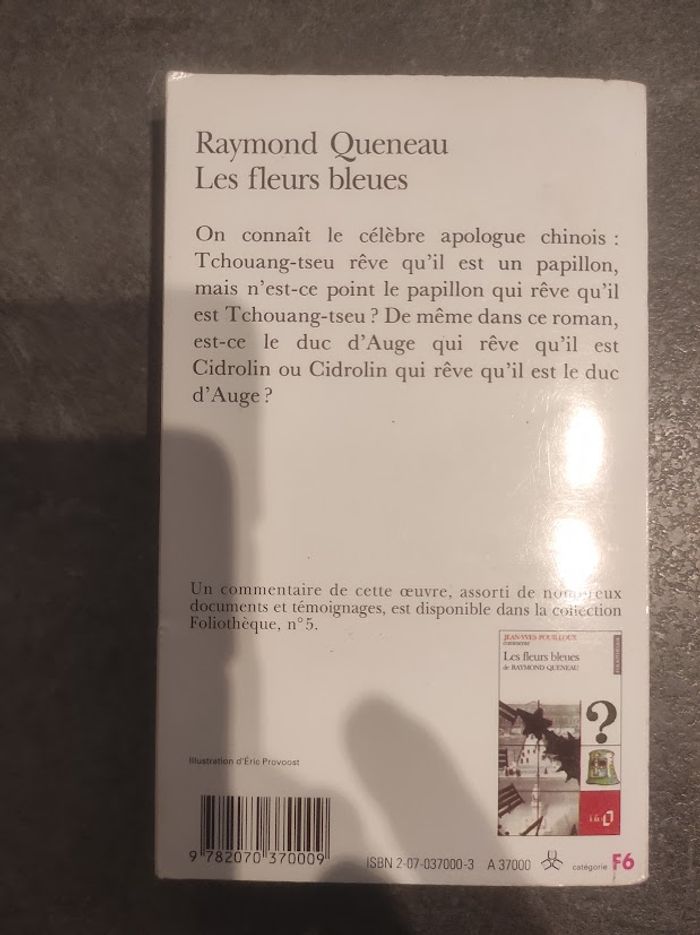 Raymond Queneau
Les fleurs bleues
On connaît le célèbre apologue chinois :
Tchouang-tseu rêve qu'il est un papillon,
mais n'est-ce point le papillon qui rêve qu'il
est Tchouang-tseu ? De même dans ce roman,
est-ce le duc d'Auge qui rêve qu'il est
Cidrolin ou Cidrolin qui rêve qu'il est le duc
d'Auge ?
Un commentaire de cette œuvre, assorti de nombreux
documents et témoignages, est disponible dans la collection
Foliothèque, n° 5.
JEAN-YVES POUILLOUX
commente
Les fleurs bleues
de RAYMOND QUENEAU
?
Illustration d'Éric Provoost
9 782070 370009
ISBN 2-07-037000-3 A 37000 catégorie F6